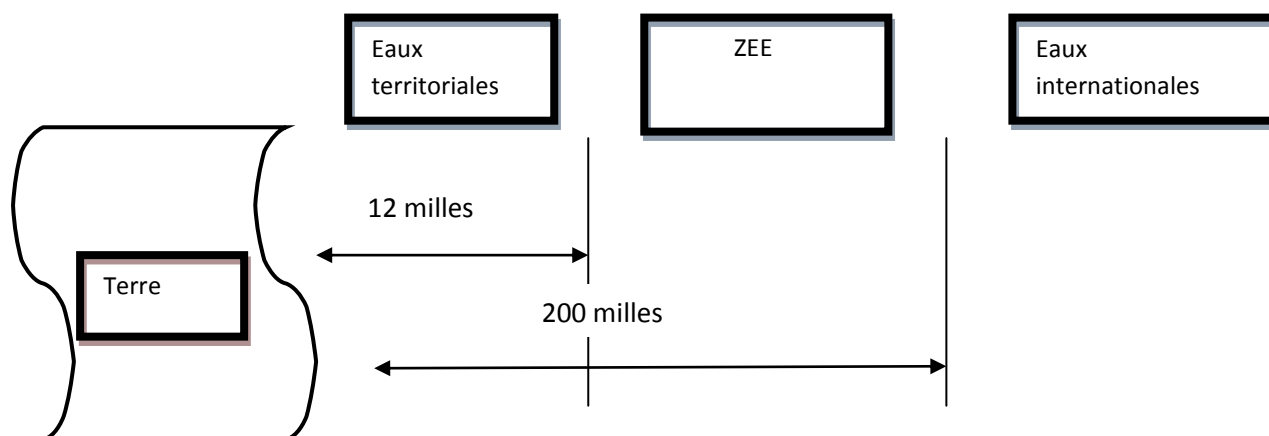 Eaux
territoriales
ZEE
Eaux
internationales
12 milles
Terre
200 milles